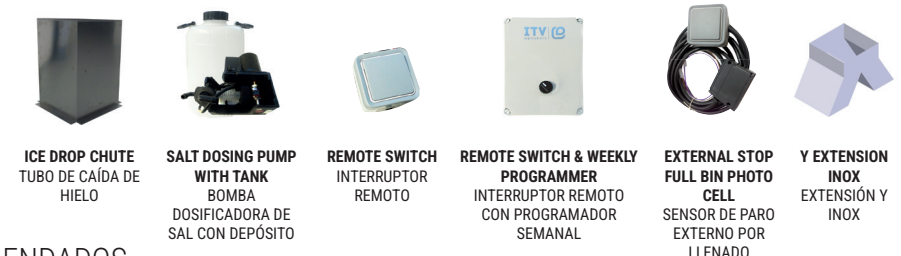 ITV
ICE DROP CHUTE
TUBO DE CAÍDA DE
HIELO
SALT DOSING PUMP
WITH TANK
BOMBA
DOSIFICADORA DE
SAL CON DEPÓSITO
REMOTE SWITCH
INTERRUPTOR
REMOTO
REMOTE SWITCH & WEEKLY
PROGRAMMER
INTERRUPTOR REMOTO
CON PROGRAMADOR
SEMANAL
EXTERNAL STOP
FULL BIN PHOTO
CELL
SENSOR DE PARO
EXTERNO POR
LLENADO
Y EXTENSION
INOX
EXTENSIÓN Y
INOX
ENDADOS